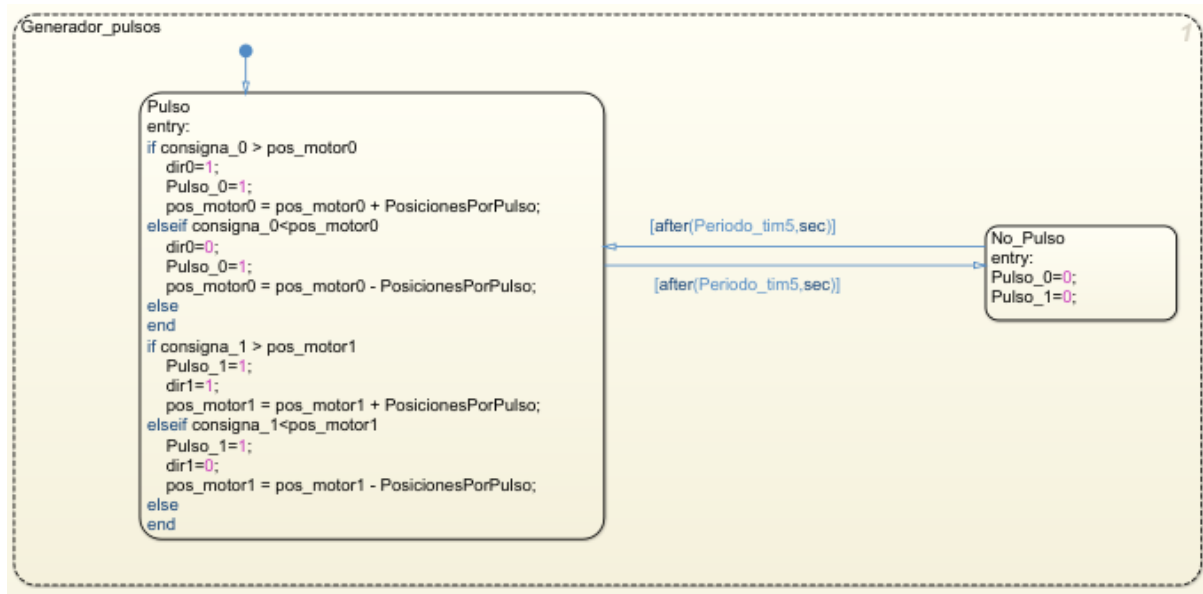 Generador_pulsos
1
Pulso
entry:
if consigna_0 > pos_motor0
dir0=1;
Pulso_0=1;
pos_motor0 = pos_motor0 + PosicionesPorPulso;
elseif consigna_0<pos_motor0
dir0=0;
Pulso_0=1;
pos_motor0 = pos_motor0 - PosicionesPorPulso;
else
end
if consigna_1 > pos_motor1
Pulso_1=1;
dir1=1;
pos_motor1 = pos_motor1 + PosicionesPorPulso;
elseif consigna_1<pos_motor1
Pulso_1=1;
dir1=0;
pos_motor1 = pos_motor1 - PosicionesPorPulso;
else
end
[after(Periodo_tim5,sec)]
[after(Periodo_tim5,sec)]
No_Pulso
entry:
Pulso_0=0;
Pulso_1=0;